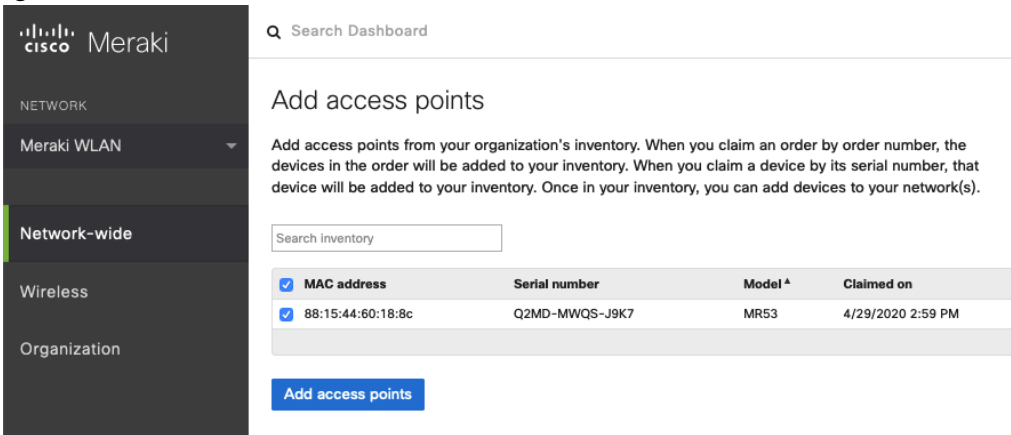 cisco Meraki
Search Dashboard
NETWORK
Meraki WLAN
Network-wide
Wireless
Organization
Add access points
Add access points from your organization's inventory. When you claim an order by order number, the
devices in the order will be added to your inventory. When you claim a device by its serial number, that
device will be added to your inventory. Once in your inventory, you can add devices to your network(s).
Search inventory
MAC address Serial number Model Claimed on
88:15:44:60:18:8c Q2MD-MWQS-J9K7 MR53 4/29/2020 2:59 PM
Add access points